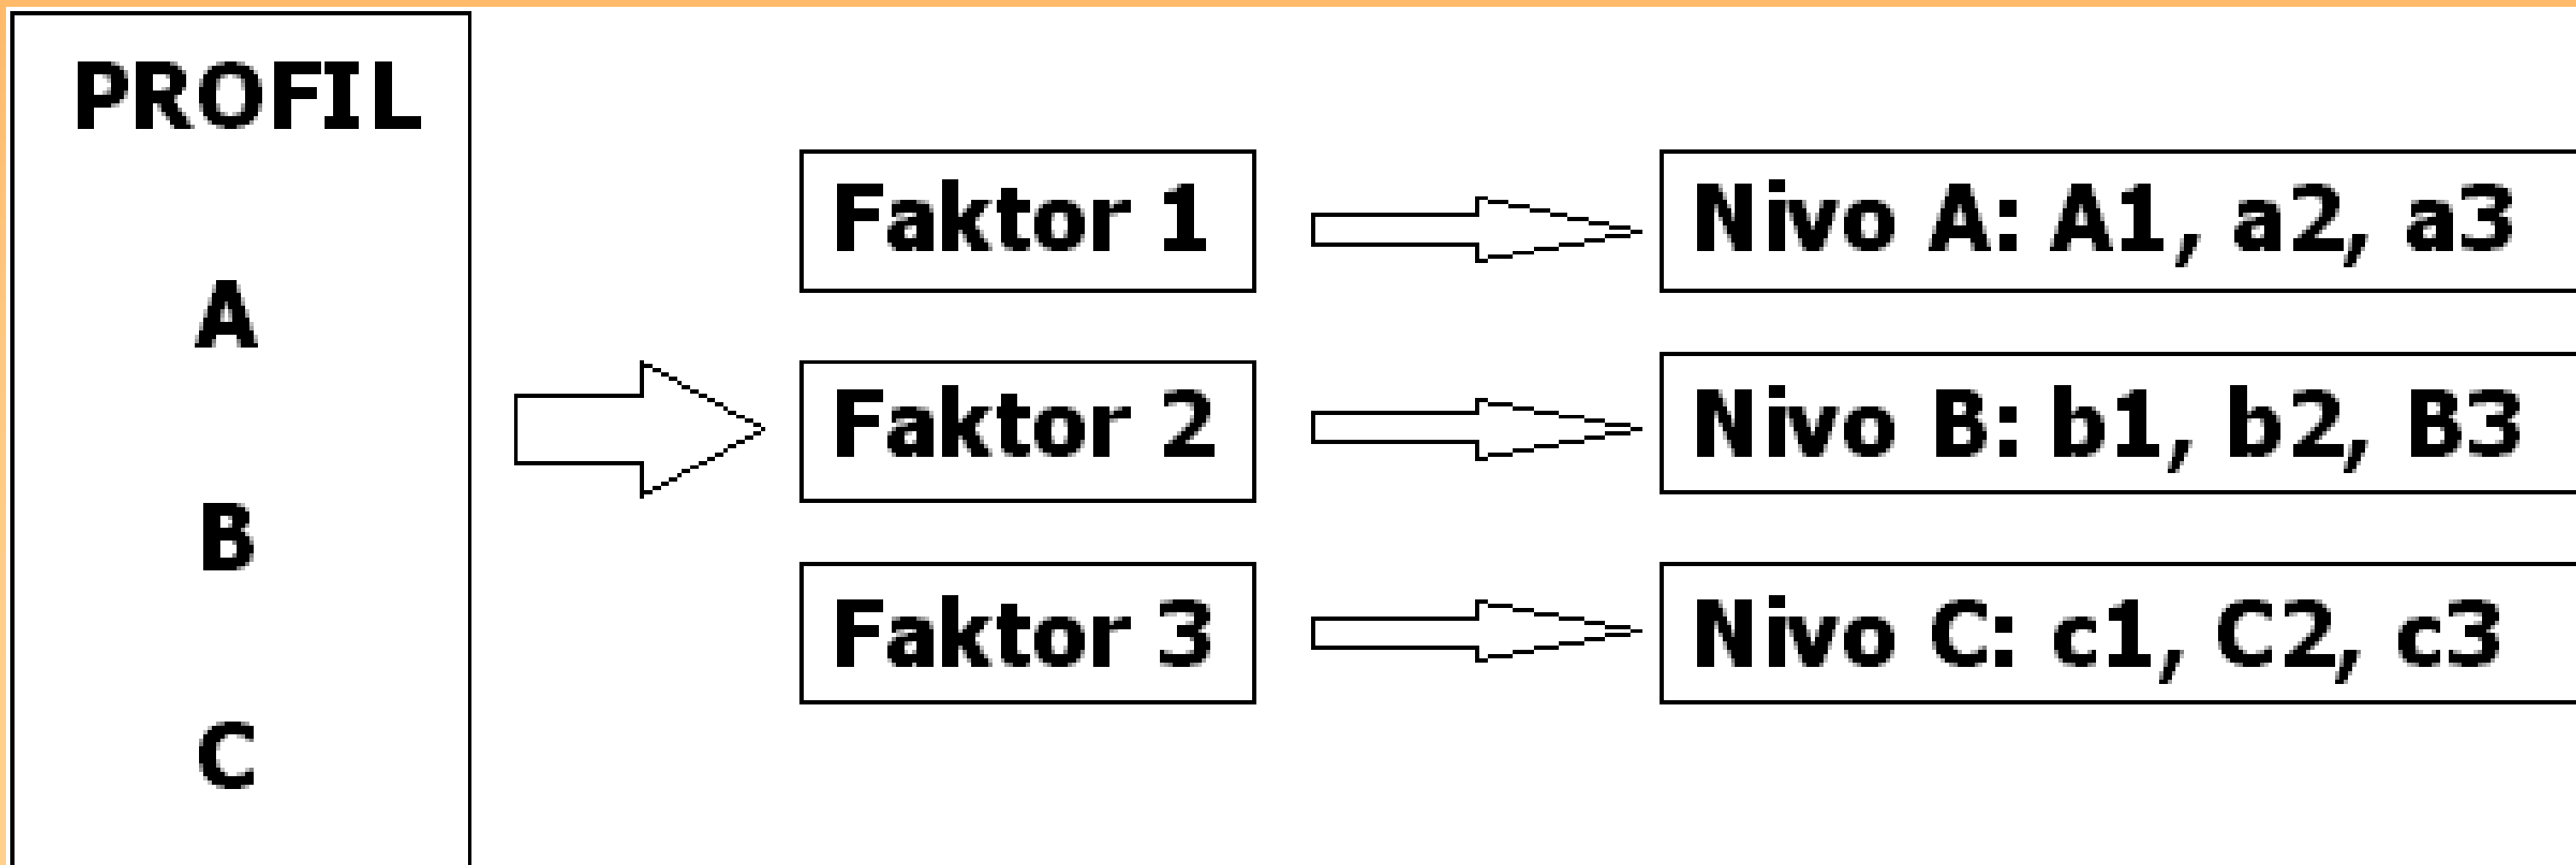 PROFIL
A
B
C
Faktor 1
Nivo A: A1, a2, a3
Faktor 2
Nivo B: b1, b2, B3
Faktor 3
Nivo C: c1, C2, c3